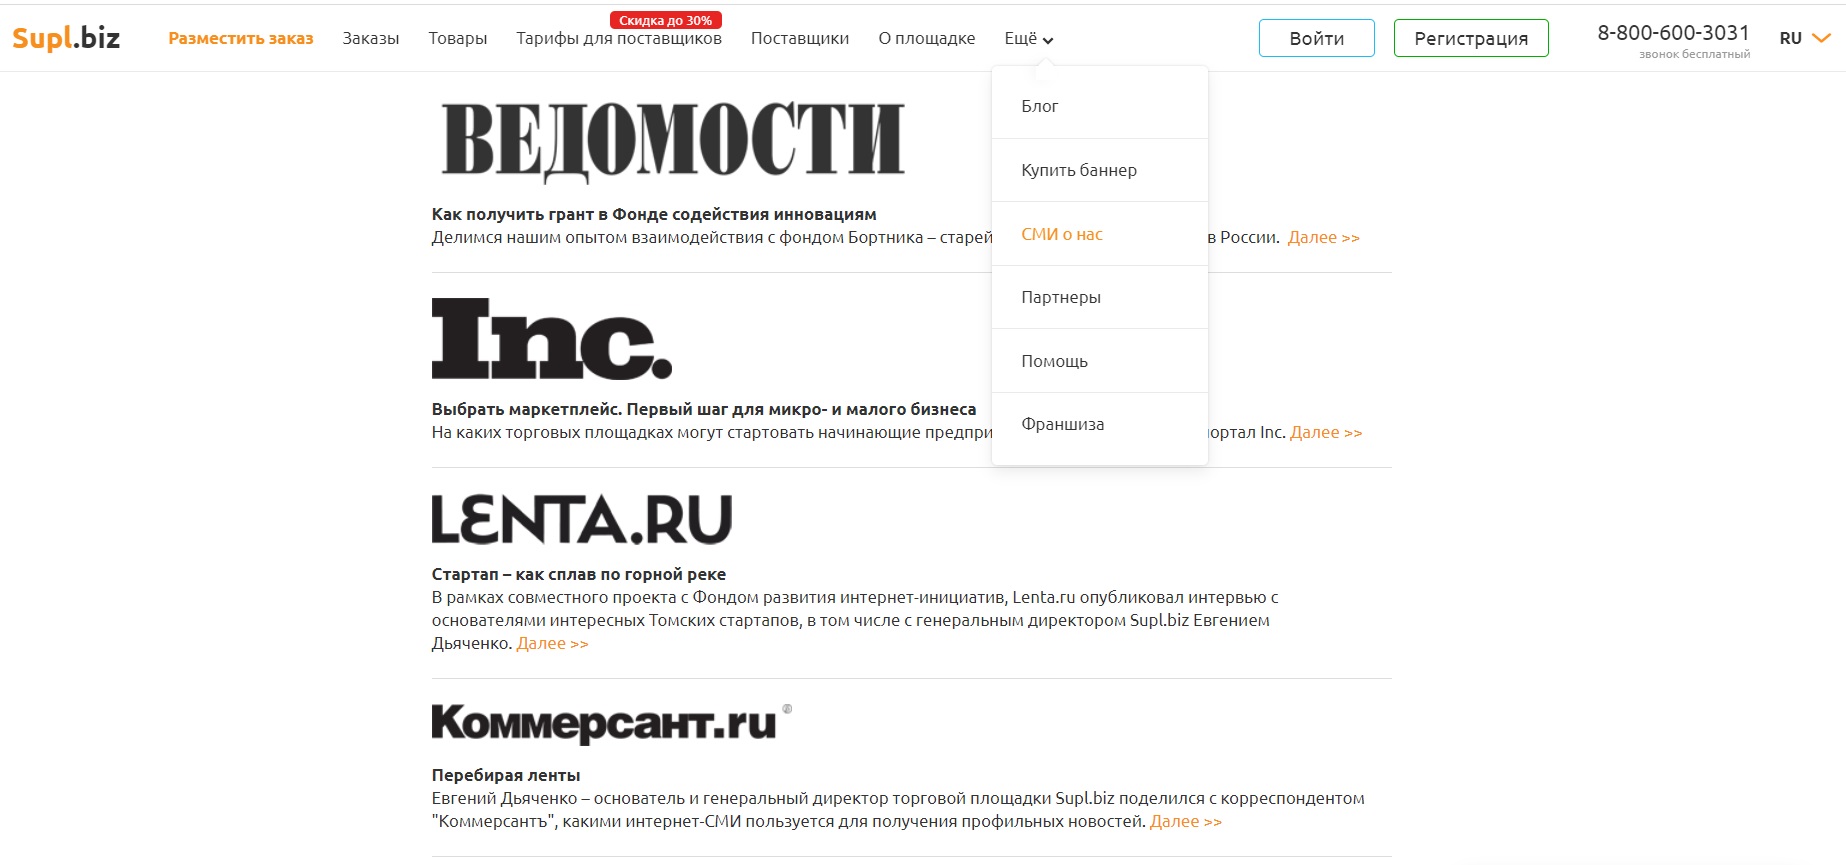 Скидка до 30%
Supl.biz Разместить заказ Заказы Товары Тарифы для поставщиков Поставщики О площадке Ещё Войти Регистрация 8-800-600-3031 RU
звонок бесплатный
Блог
Купить баннер
СМИ о нас
Партнеры
Помощь
Франшиза
ВЕДОМОСТИ
Как получить грант в Фонде содействия инновациям
Делимся нашим опытом взаимодействия с фондом Бортника – в России. Далее >>
Inc.
Выбрать маркетплейс. Первый шаг для микро- и малого бизнеса
На каких торговых площадках могут стартовать начинающие Inc. Далее >>
LENTA.RU
Стартап – как сплав по горной реке
В рамках совместного проекта с Фондом развития интернет-инициатив, Lenta.ru опубликовал интервью с
основателями интересных Томских стартапов, в том числе с генеральным директором Supl.biz Евгением
Дьяченко. Далее >>
Коммерсант.ru ®
Перебирая ленты
Евгений Дьяченко – основатель и генеральный директор торговой площадки Supl.biz поделился с корреспондентом
"Коммерсантъ", какими интернет-СМИ пользуется для получения профильных новостей. Далее >>